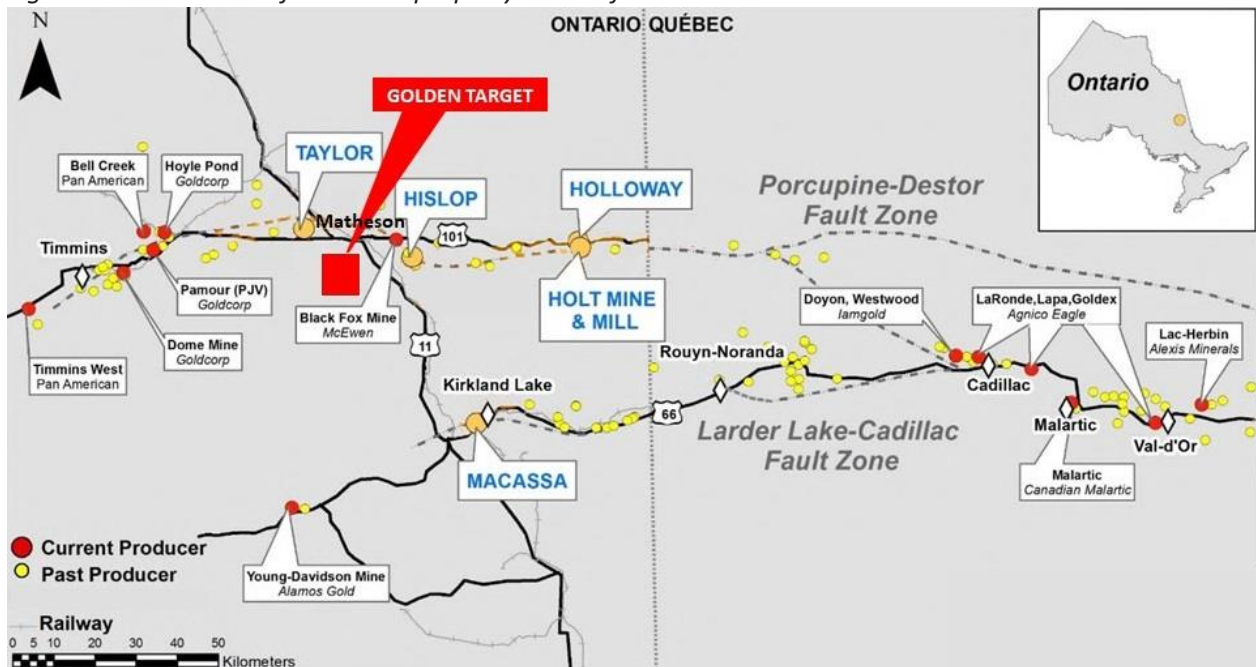 N
ONTARIO
QUÉBEC
Ontario
GOLDEN TARGET
Bell Creek
Pan American
Hoyle Pond
Goldcorp
TAYLOR
Matheson
HISLOP
101
HOLLOWAY
Porcupine-Destor
Fault Zone
Timmins
Pamour (PJV)
Goldcorp
Black Fox Mine
McEwen
HOLT MINE
& MILL
Doyon, Westwood
Iamgold
LaRonde,Lapa,Goldex
Agnico Eagle
Lac-Herbin
Alexis Minerals
Dome Mine
Goldcorp
Timmins West
Pan American
11
Rouyn-Noranda
Cadillac
Kirkland Lake
66
Larder Lake-Cadillac
Fault Zone
Malartic
Val-d'Or
MACASSA
Malartic
Canadian Malartic
Current Producer
Past Producer
Young-Davidson Mine
Alamos Gold
Railway
0 5 10 20 30 40 50
Kilometers